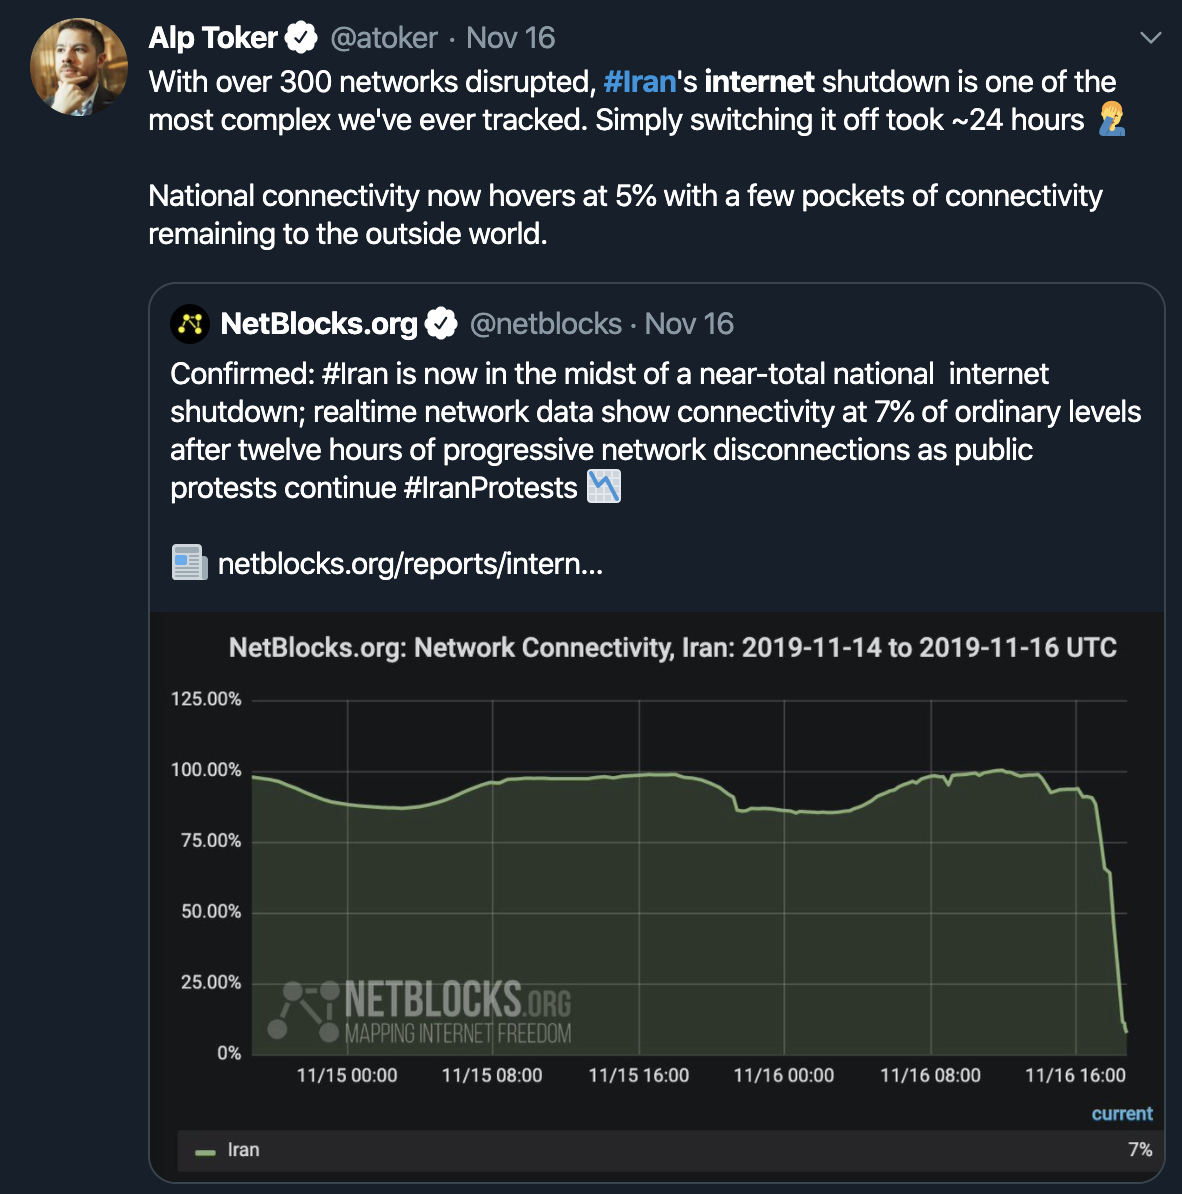 Alp Toker @atoker · Nov 16
With over 300 networks disrupted, #Iran's internet shutdown is one of the
most complex we've ever tracked. Simply switching it off took ~24 hours 🤦‍♂️
National connectivity now hovers at 5% with a few pockets of connectivity
remaining to the outside world.
NetBlocks.org @netblocks · Nov 16
Confirmed: #Iran is now in the midst of a near-total national internet
shutdown; realtime network data show connectivity at 7% of ordinary levels
after twelve hours of progressive network disconnections as public
protests continue #IranProtests 📉
📰 netblocks.org/reports/intern...
NetBlocks.org: Network Connectivity, Iran: 2019-11-14 to 2019-11-16 UTC
125.00%
100.00%
75.00%
50.00%
25.00%
0%
NETBLOCKS.ORG
MAPPING INTERNET FREEDOM
11/15 00:00 11/15 08:00 11/15 16:00 11/16 00:00 11/16 08:00 11/16 16:00
current
Iran 7%